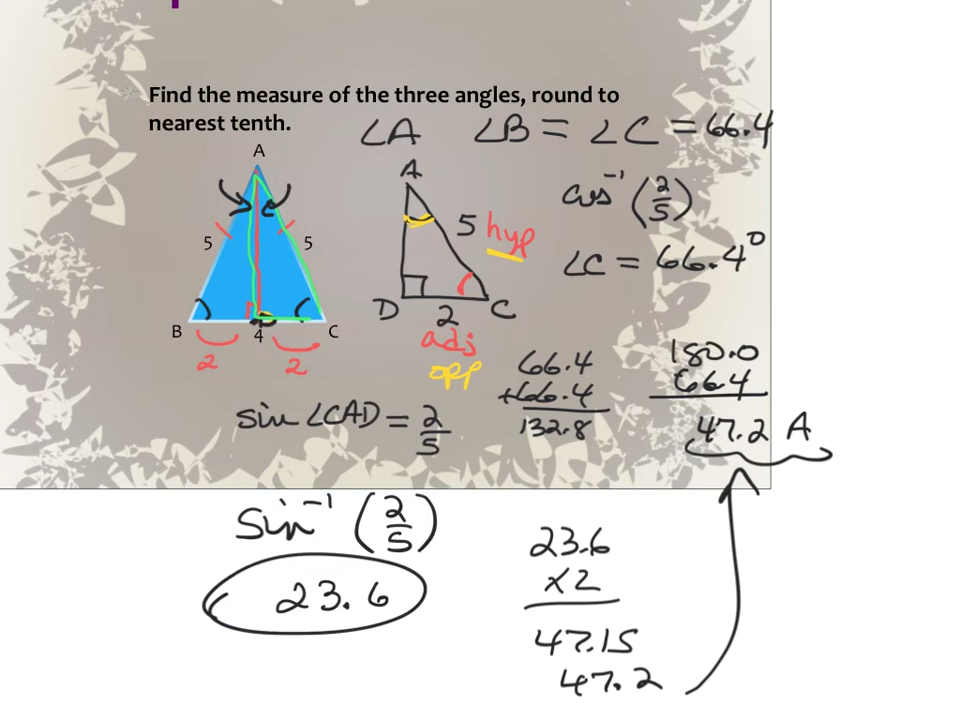 Find the measure of the three angles, round to
nearest tenth.
∠A ∠B = ∠C = 66.4
A
5 5
B 4 C
2 2
A
5 hyp
D 2 C
adj
opp
cos⁻¹ (2/5)
∠C = 66.4°
66.4
+66.4
132.8
180.0
664
47.2 A
sin ∠CAD = 2/5
sin⁻¹ (2/5)
23.6
23.6
x2
47.15
47.2